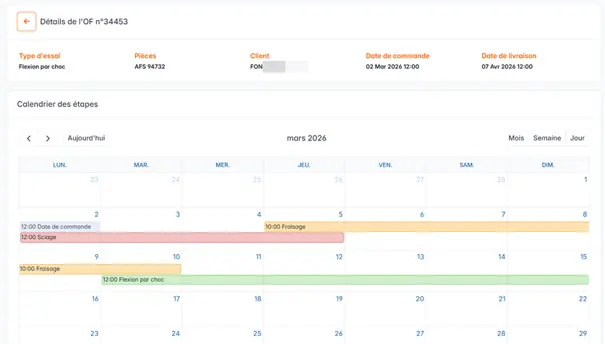 ← Détails de l'OF n°34453
Type d'essai Pièces Client Date de commande Date de livraison
Flexion par choc AFS 94732 FON 02 Mar 2026 12:00 07 Avr 2026 12:00
Calendrier des étapes
Aujourd'hui mars 2026 Mois Semaine Jour
LUN. MAR. MER. JEU. VEN. SAM. DIM.
23 24 25 26 27 28 1
2 3 4 5 6 7 8
12:00 Date de commande 10:00 Fraisage
12:00 Sciage
9 10 11 12 13 14 15
10:00 Fraisage
12:00 Flexion par choc
16 17 18 19 20 21 22
23 24 25 26 27 28 29